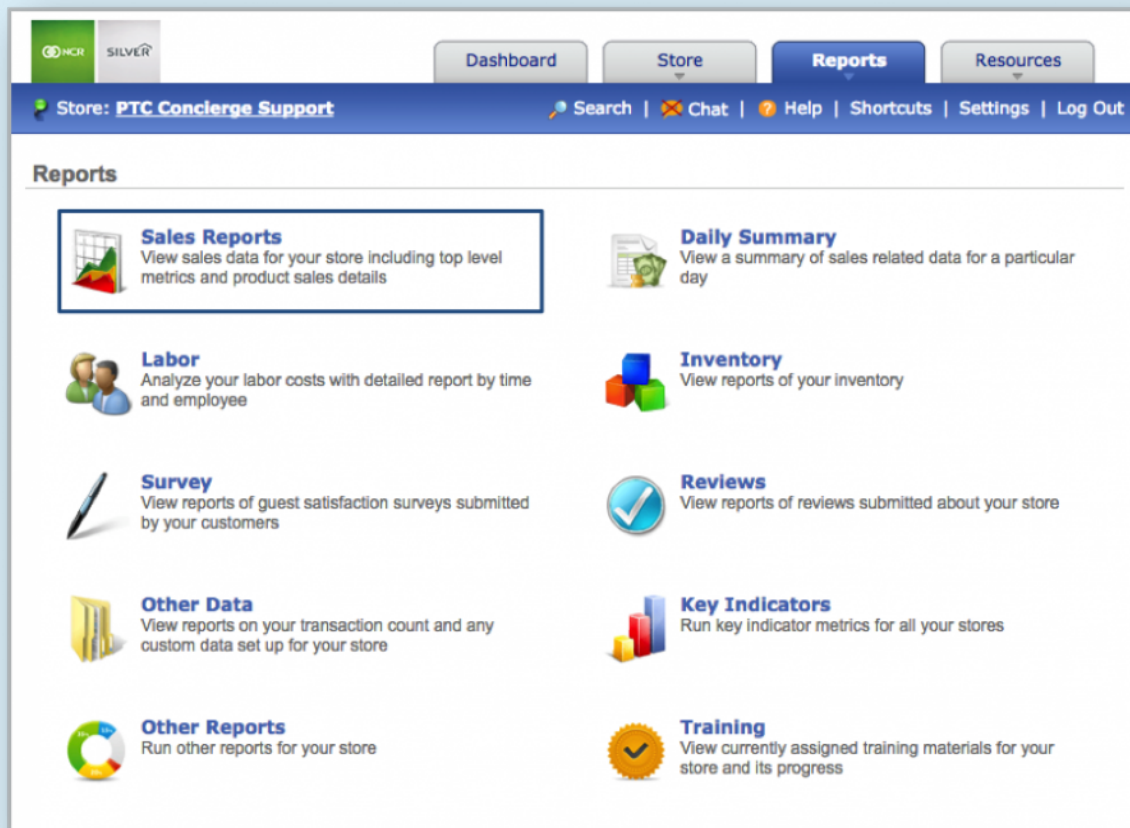 NCR SILVER
Dashboard Store Reports Resources
Store: PTC Concierge Support Search | Chat | Help | Shortcuts | Settings | Log Out
Reports
Sales Reports
View sales data for your store including top level
metrics and product sales details
Daily Summary
View a summary of sales related data for a particular
day
Labor
Analyze your labor costs with detailed report by time
and employee
Inventory
View reports of your inventory
Survey
View reports of guest satisfaction surveys submitted
by your customers
Reviews
View reports of reviews submitted about your store
Other Data
View reports on your transaction count and any
custom data set up for your store
Key Indicators
Run key indicator metrics for all your stores
Other Reports
Run other reports for your store
Training
View currently assigned training materials for your
store and its progress